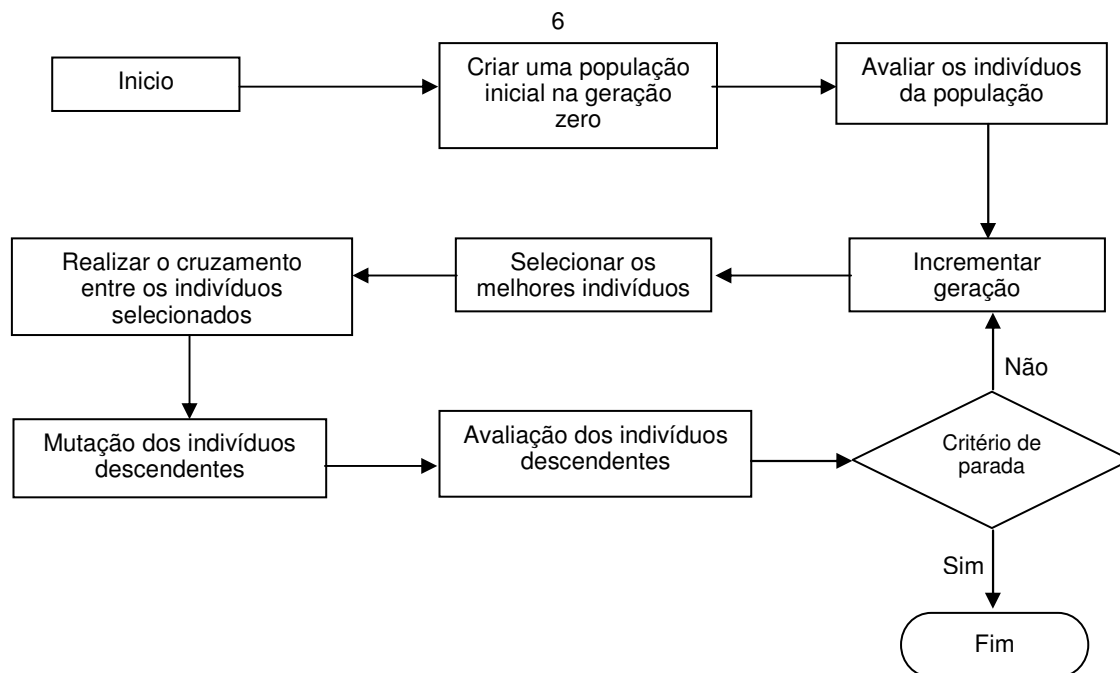 6
Inicio
Criar uma população
inicial na geração
zero
Avaliar os indivíduos
da população
Realizar o cruzamento
entre os indivíduos
selecionados
Selecionar os
melhores indivíduos
Incrementar
geração
Não
Mutação dos indivíduos
descendentes
Avaliação dos indivíduos
descendentes
Critério de
parada
Sim
Fim